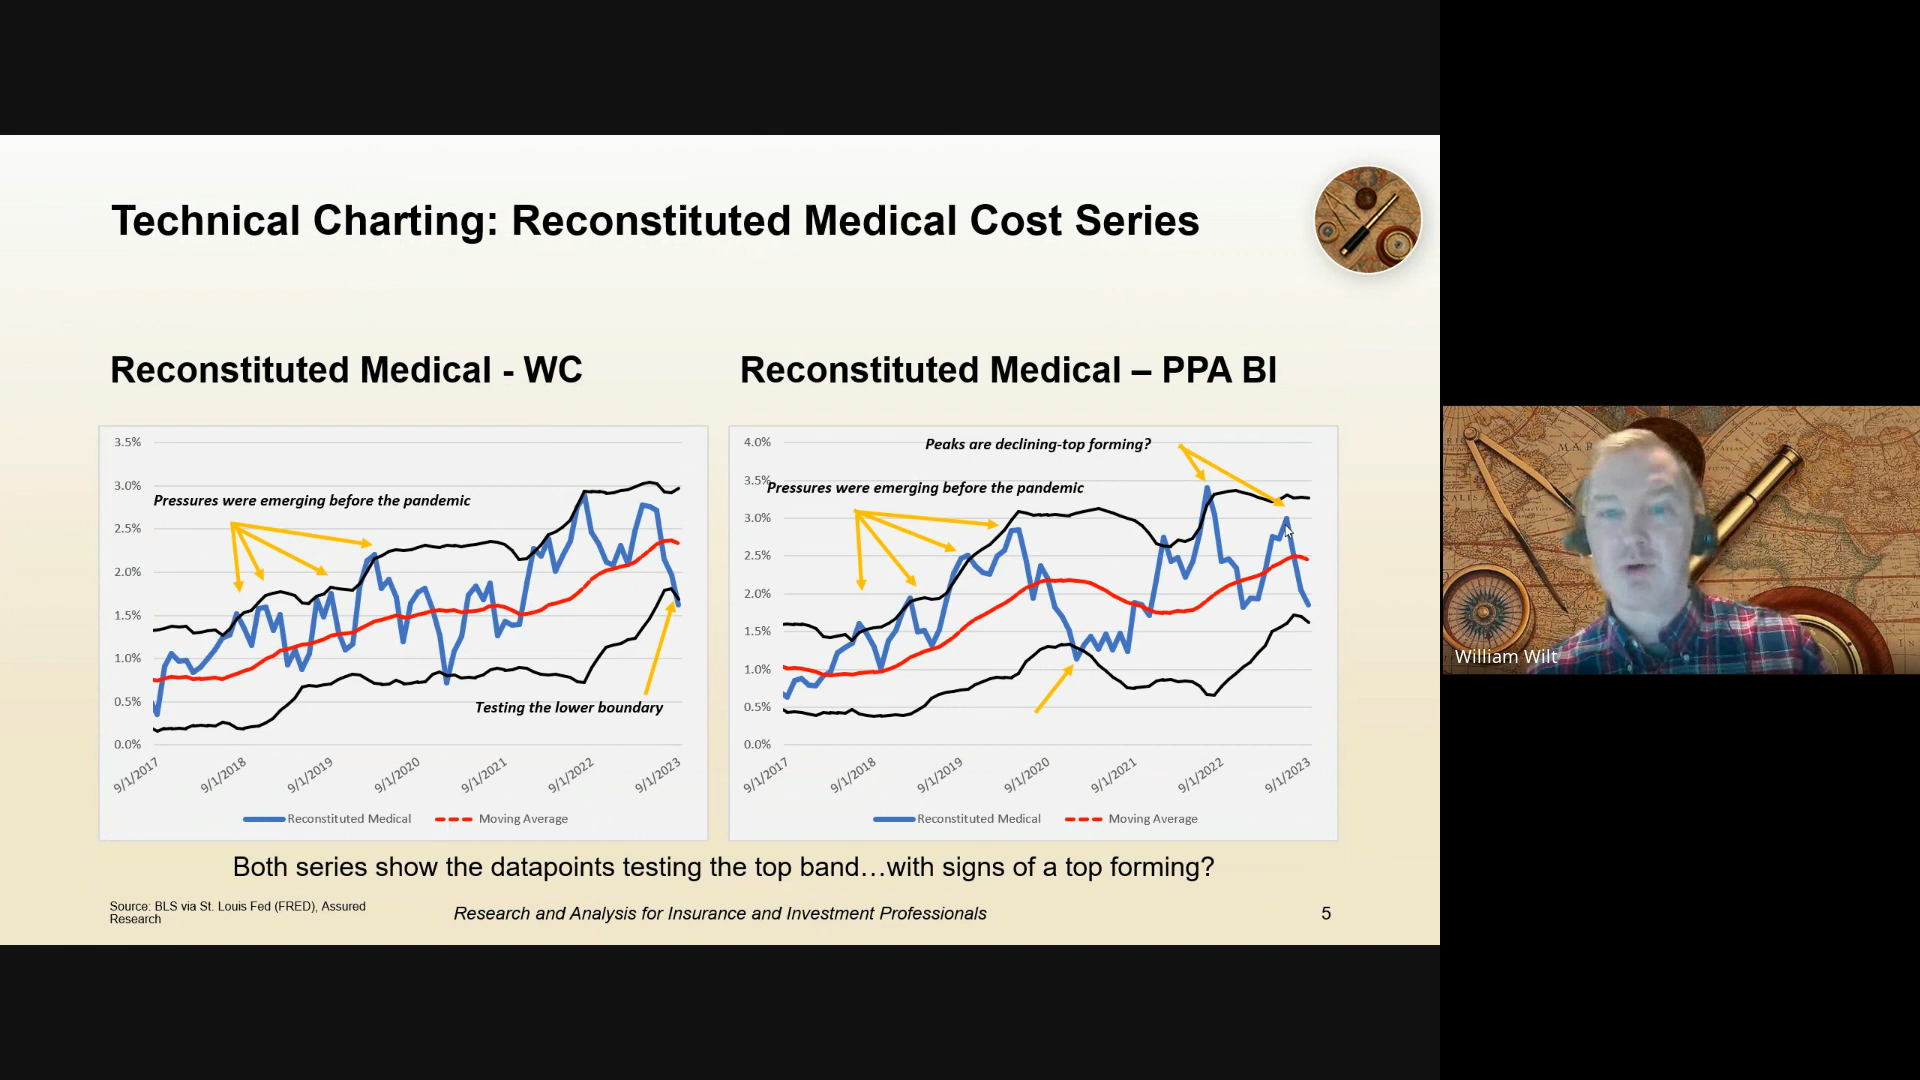 Technical Charting: Reconstituted Medical Cost Series
Reconstituted Medical - WC
3.5%
3.0%
2.5%
2.0%
1.5%
1.0%
0.5%
0.0%
Pressures were emerging before the pandemic
Testing the lower boundary
9/1/2017
9/1/2018
9/1/2019
9/1/2020
9/1/2021
9/1/2022
9/1/2023
Reconstituted Medical
Moving Average
Reconstituted Medical – PPA BI
4.0%
3.5%
3.0%
2.5%
2.0%
1.5%
1.0%
0.5%
0.0%
Peaks are declining-top forming?
Pressures were emerging before the pandemic
9/1/2017
9/1/2018
9/1/2019
9/1/2020
9/1/2021
9/1/2022
9/1/2023
Reconstituted Medical
Moving Average
Both series show the datapoints testing the top band…with signs of a top forming?
Source: BLS via St. Louis Fed (FRED), Assured
Research
Research and Analysis for Insurance and Investment Professionals
5
William Wilt